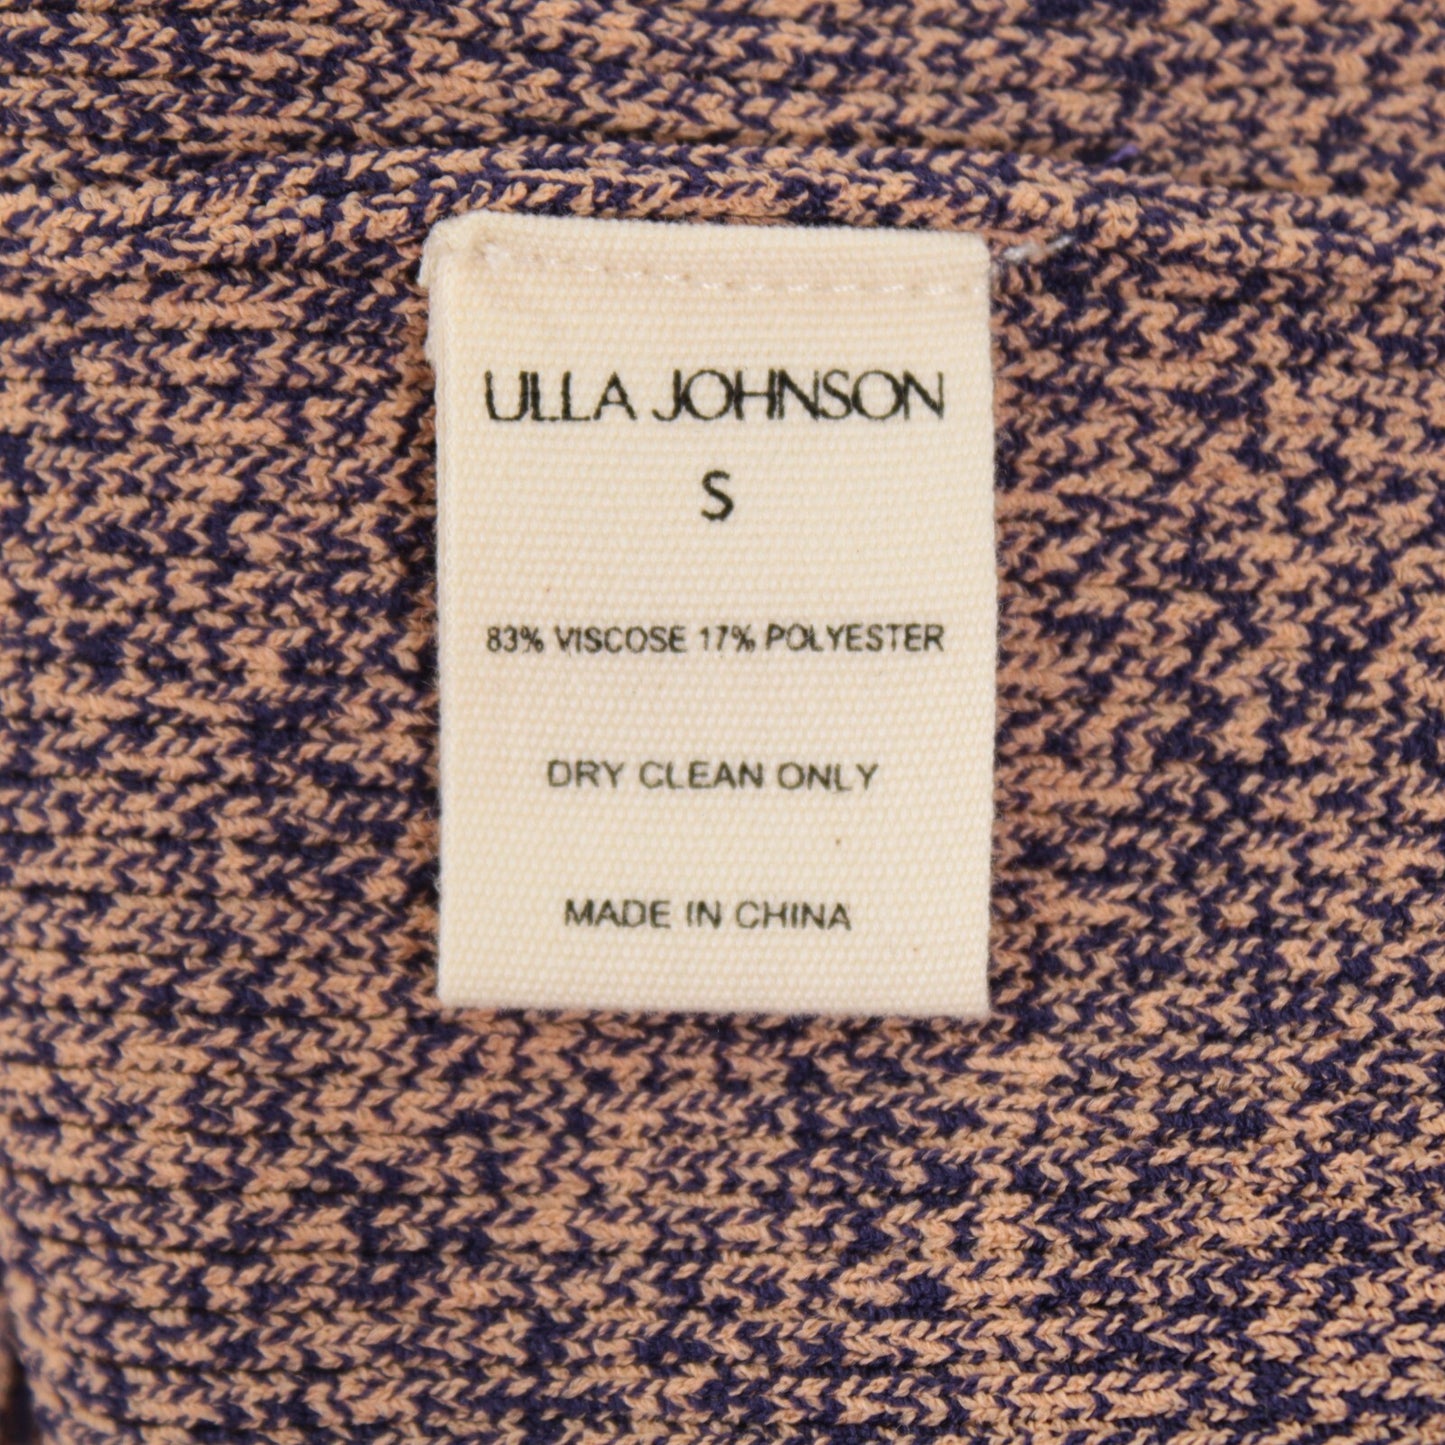 ULLA JOHNSON
S
83% VISCOSE 17% POLYESTER
DRY CLEAN ONLY
MADE IN CHINA